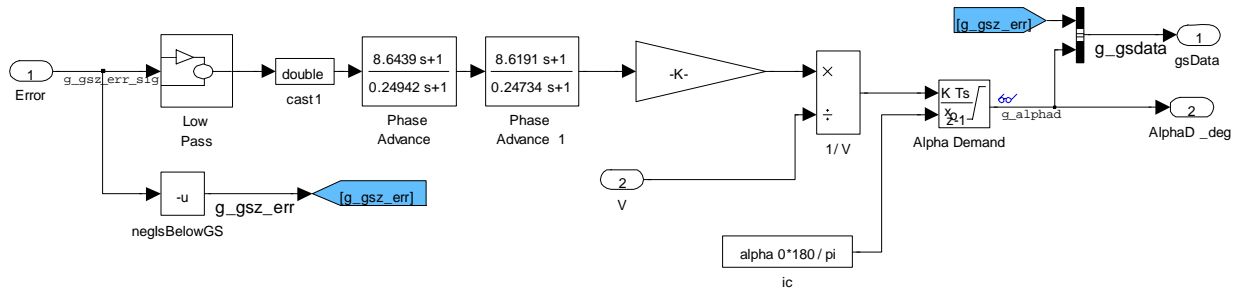 [g_gsz_err]
1
g_gsdata
gsData
1
Error
g_gsz_err_sig
Low
Pass
double
cast1
8.6439 s+1
0.24942 s+1
Phase
Advance
8.6191 s+1
0.24734 s+1
Phase
Advance 1
-K-
×
÷
1/ V
K Ts
xo
z-1
Alpha Demand
g_alphad
2
AlphaD _deg
-u
negIsBelowGS
g_gsz_err
[g_gsz_err]
2
V
alpha 0*180 / pi
ic